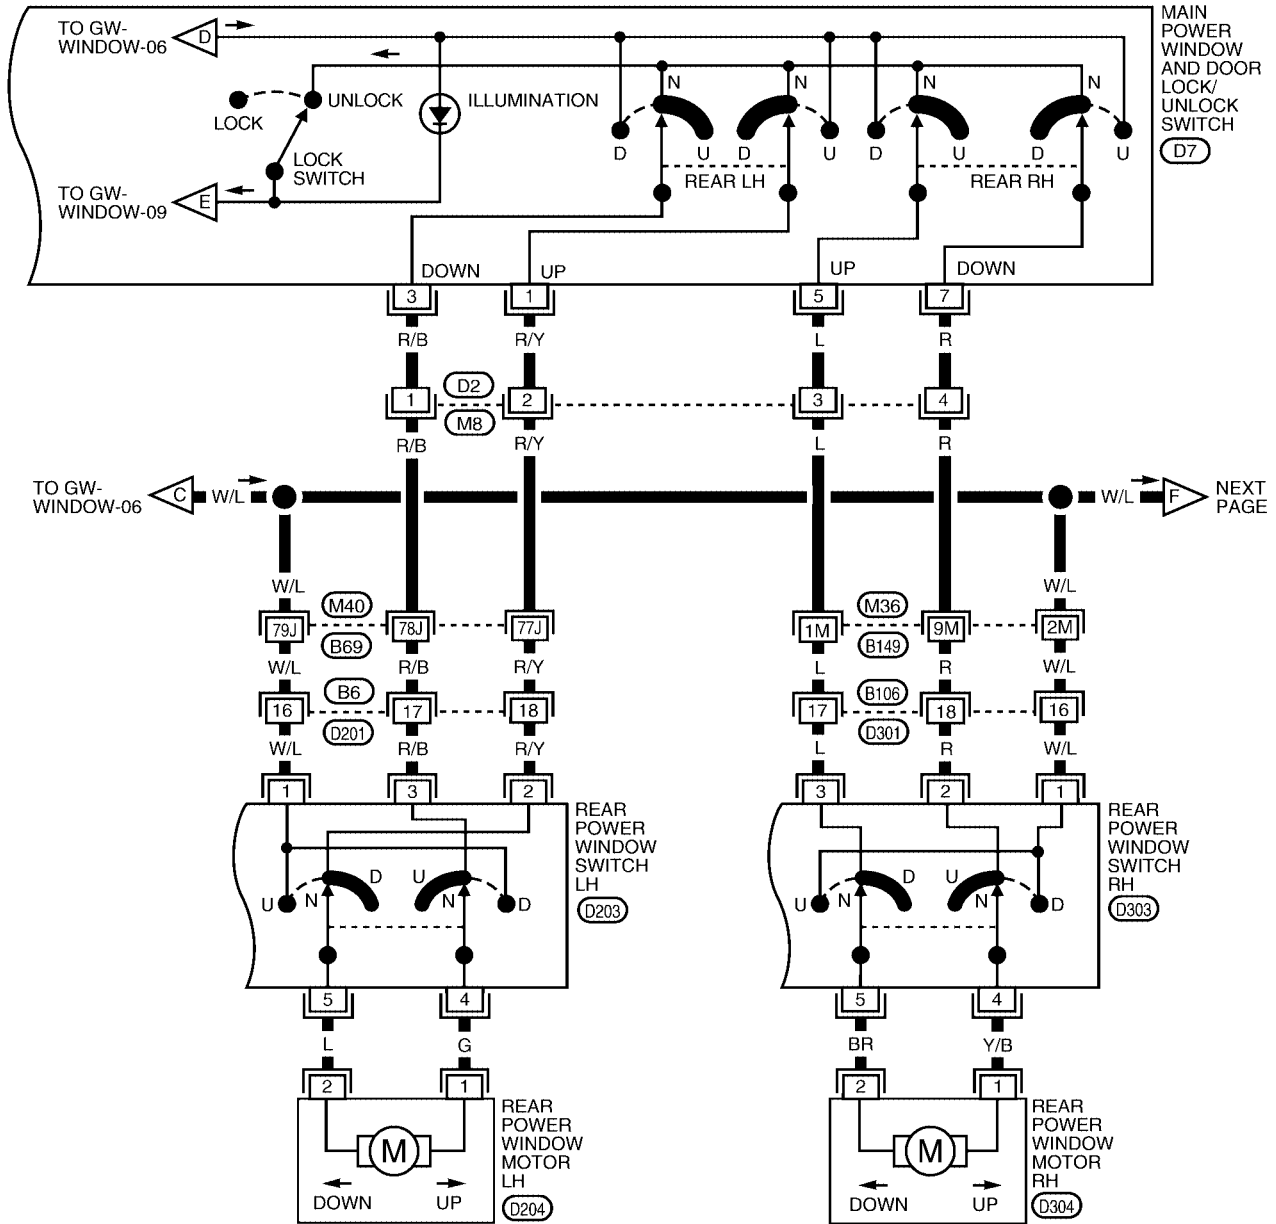 TO GW-
WINDOW-06
D
MAIN
POWER
WINDOW
AND DOOR
LOCK/
UNLOCK
SWITCH
D7
LOCK
UNLOCK
ILLUMINATION
N N N N
D U D U D U D U
LOCK
SWITCH
REAR LH
REAR RH
TO GW-
WINDOW-09
E
DOWN UP UP DOWN
3 1 5 7
R/B R/Y L R
1 D2 2 3 4
M8
R/B R/Y L R
TO GW-
WINDOW-06
C W/L
W/L F
NEXT
PAGE
W/L W/L
79J M40 78J 77J 1M M36 9M 2M
B69 B149
W/L R/B R/Y L R W/L
16 B6 17 18 17 B106 18 16
D201 D301
W/L R/B R/Y L R W/L
1 3 2 3 2 1
REAR
POWER
WINDOW
SWITCH
LH
D203
REAR
POWER
WINDOW
SWITCH
RH
D303
D U D U
U N N D U N N D
5 4 5 4
L G BR Y/B
2 1 2 1
REAR
POWER
WINDOW
MOTOR
LH
D204
REAR
POWER
WINDOW
MOTOR
RH
D304
M M
DOWN UP DOWN UP